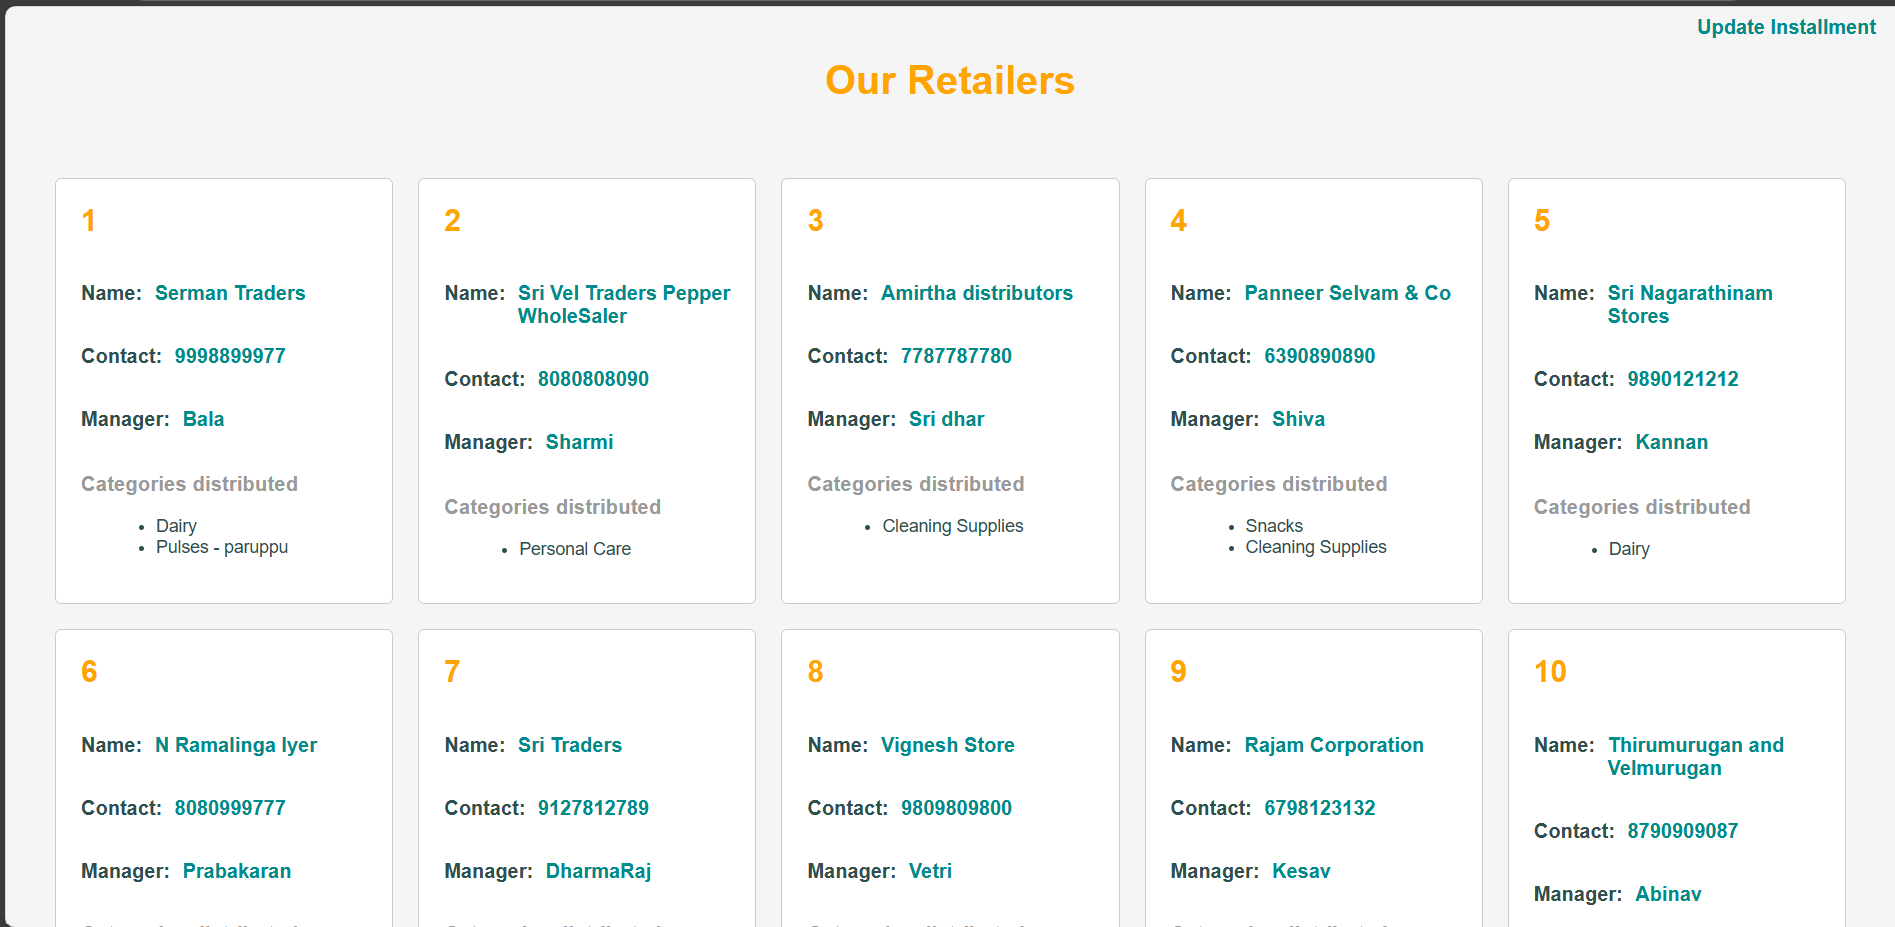 Update Installment
Our Retailers
1
Name: Serman Traders
Contact: 9998899977
Manager: Bala
Categories distributed
• Dairy
• Pulses - paruppu
2
Name: Sri Vel Traders Pepper
WholeSaler
Contact: 8080808090
Manager: Sharmi
Categories distributed
• Personal Care
3
Name: Amirtha distributors
Contact: 7787787780
Manager: Sri dhar
Categories distributed
• Cleaning Supplies
4
Name: Panneer Selvam & Co
Contact: 6390890890
Manager: Shiva
Categories distributed
• Snacks
• Cleaning Supplies
5
Name: Sri Nagarathinam
Stores
Contact: 9890121212
Manager: Kannan
Categories distributed
• Dairy
6
Name: N Ramalinga Iyer
Contact: 8080999777
Manager: Prabakaran
7
Name: Sri Traders
Contact: 9127812789
Manager: DharmaRaj
8
Name: Vignesh Store
Contact: 9809809800
Manager: Vetri
9
Name: Rajam Corporation
Contact: 6798123132
Manager: Kesav
10
Name: Thirumurugan and
Velmurugan
Contact: 8790909087
Manager: Abinav